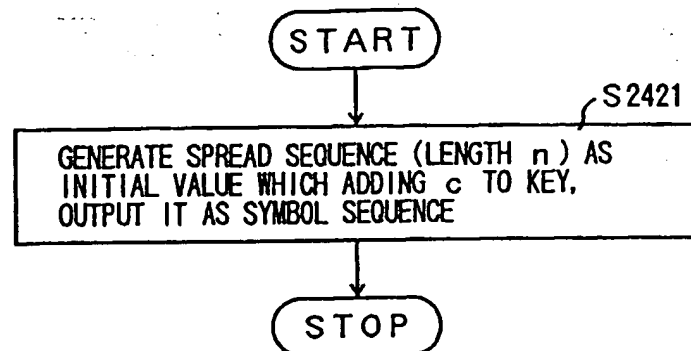 START
S2421
GENERATE SPREAD SEQUENCE (LENGTH n) AS
INITIAL VALUE WHICH ADDING c TO KEY,
OUTPUT IT AS SYMBOL SEQUENCE
STOP